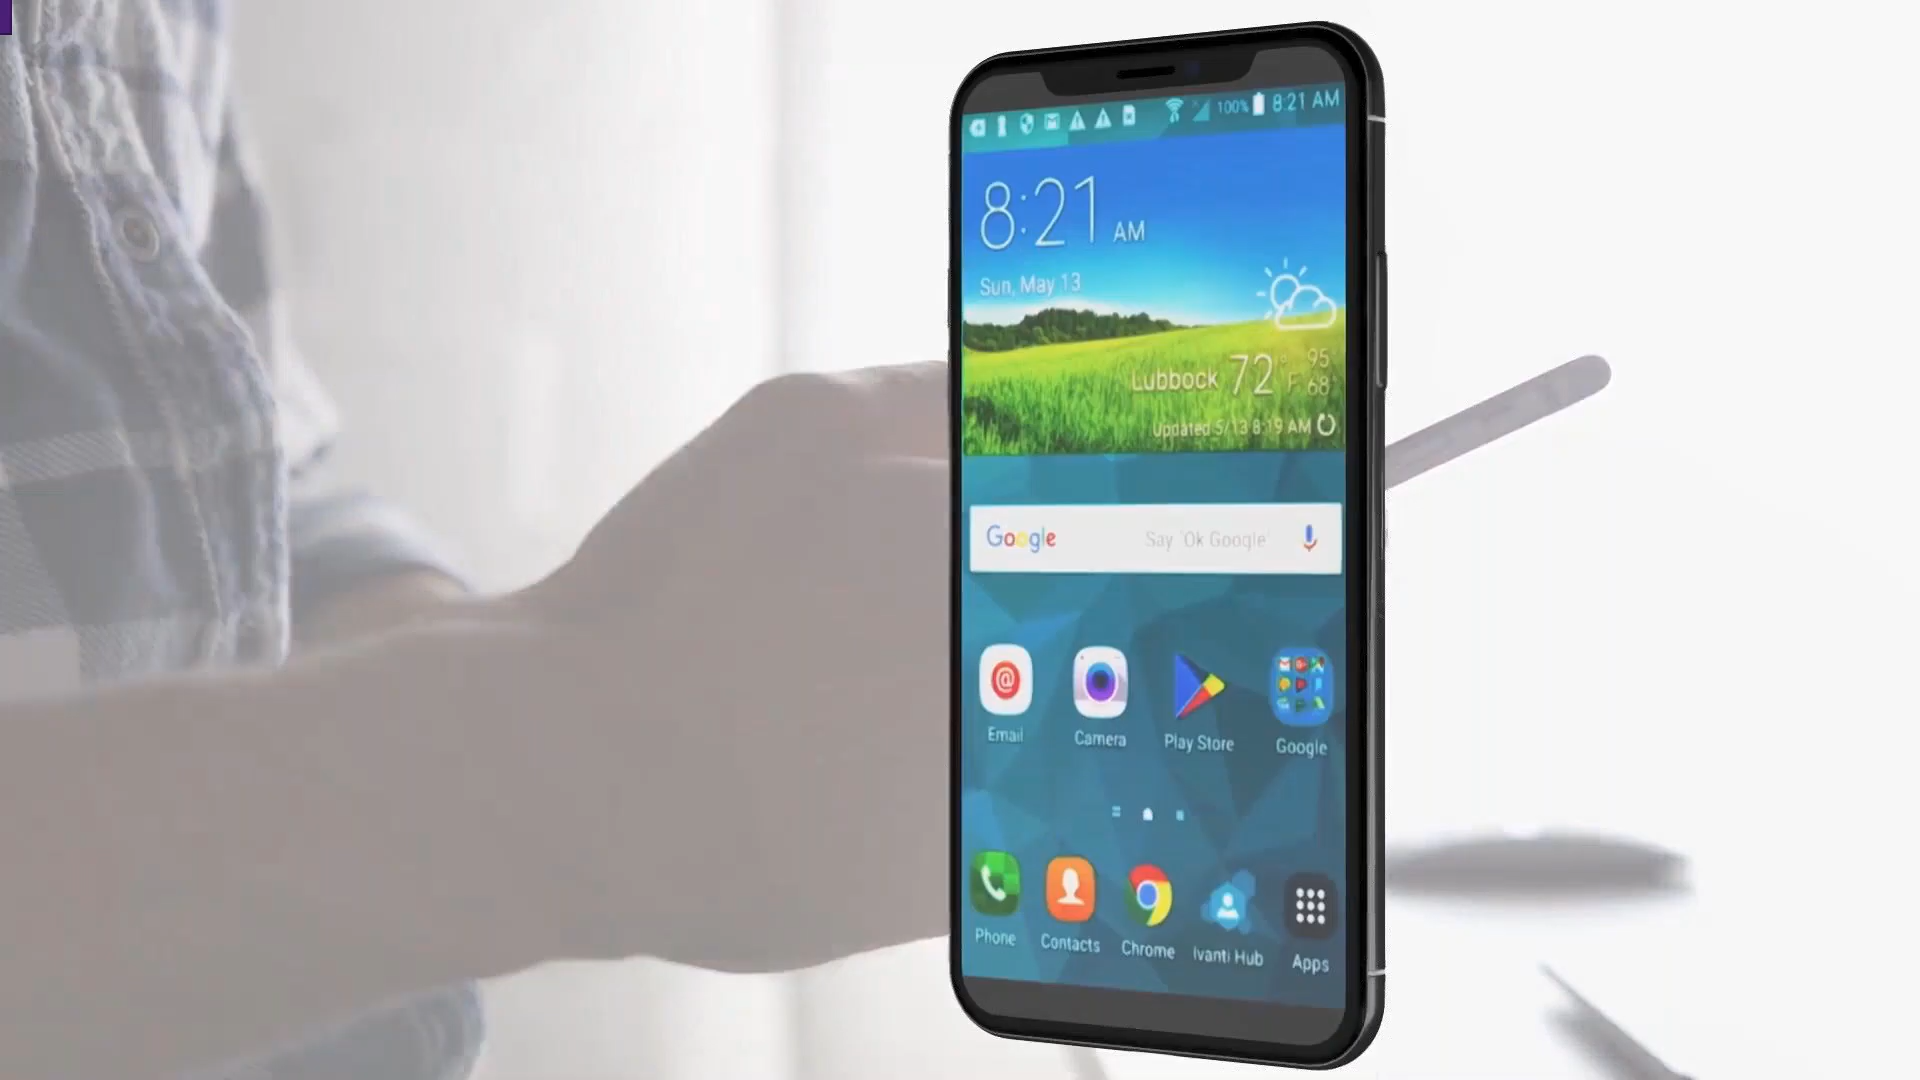 100% 8:21 AM
8:21 AM
Sun, May 13
Lubbock 72° F 95 68°
Updated 5/13 8:19 AM
Google Say 'Ok Google'
Email Camera Play Store Google
Phone Contacts Chrome Ivanti Hub Apps